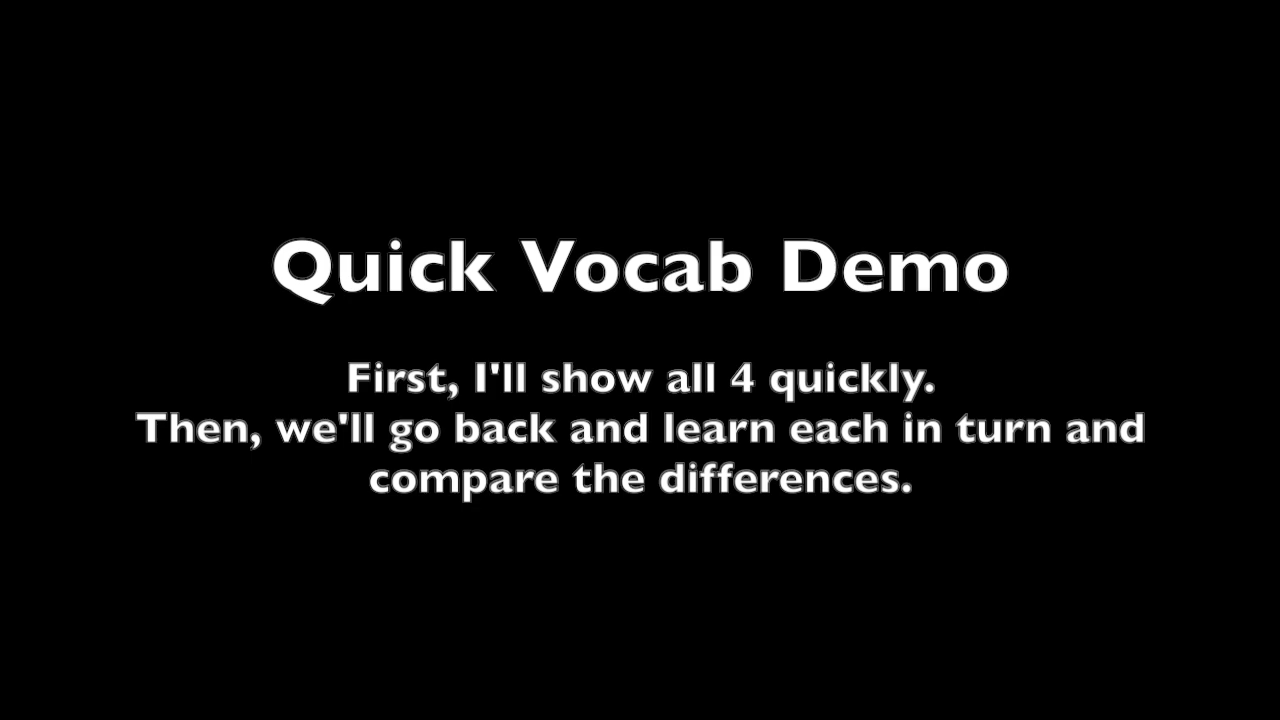 Quick Vocab Demo
First, I'll show all 4 quickly.
Then, we'll go back and learn each in turn and
compare the differences.